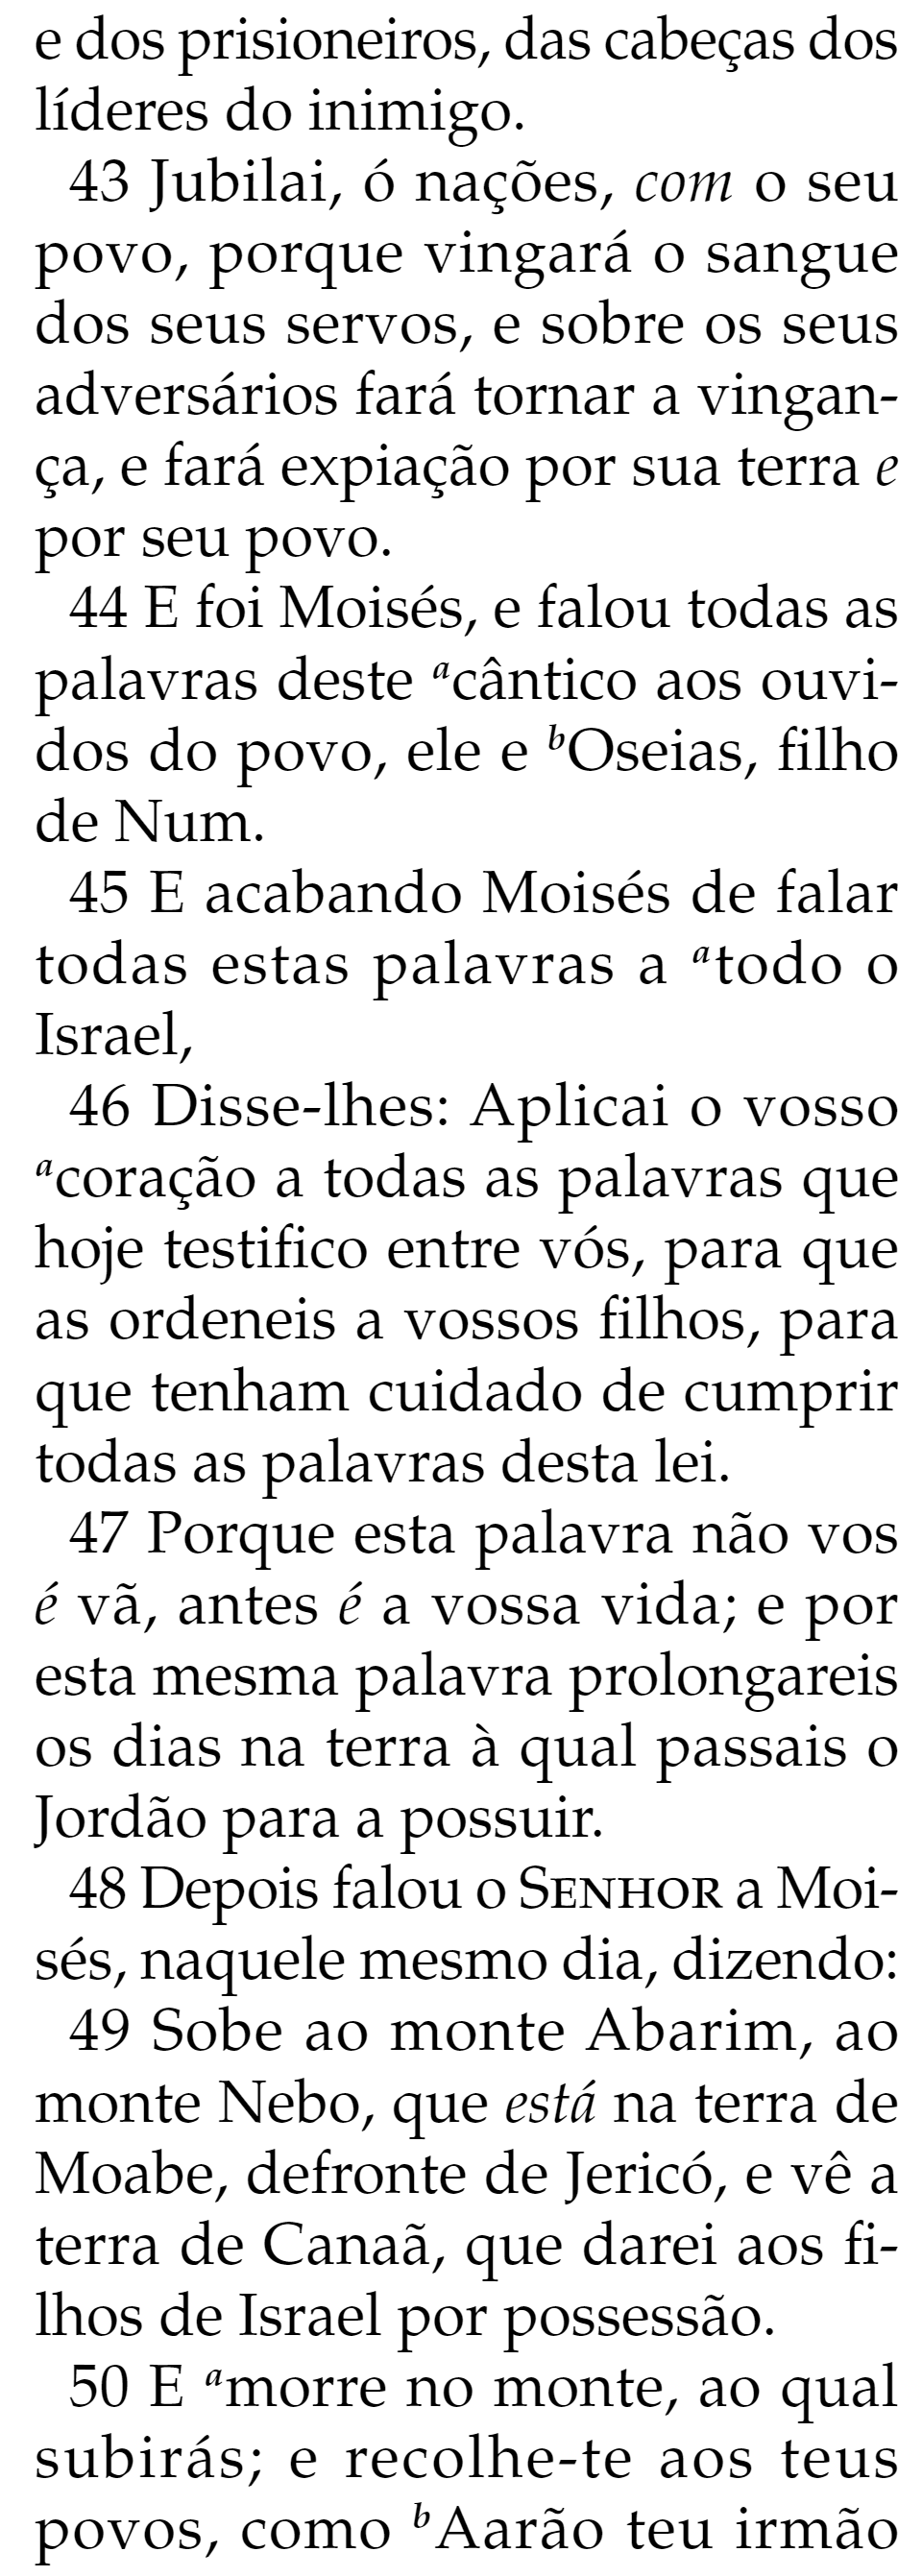 e dos prisioneiros, das cabeças dos
líderes do inimigo.
43 Jubilai, ó nações, com o seu
povo, porque vingará o sangue
dos seus servos, e sobre os seus
adversários fará tornar a vingan-
ça, e fará expiação por sua terra e
por seu povo.
44 E foi Moisés, e falou todas as
palavras deste acântico aos ouvi-
dos do povo, ele e bOseias, filho
de Num.
45 E acabando Moisés de falar
todas estas palavras a atodo o
Israel,
46 Disse-lhes: Aplicai o vosso
acoração a todas as palavras que
hoje testifico entre vós, para que
as ordeneis a vossos filhos, para
que tenham cuidado de cumprir
todas as palavras desta lei.
47 Porque esta palavra não vos
é vã, antes é a vossa vida; e por
esta mesma palavra prolongareis
os dias na terra à qual passais o
Jordão para a possuir.
48 Depois falou o SENHOR a Moi-
sés, naquele mesmo dia, dizendo:
49 Sobe ao monte Abarim, ao
monte Nebo, que está na terra de
Moabe, defronte de Jericó, e vê a
terra de Canaã, que darei aos fi-
lhos de Israel por possessão.
50 E amorre no monte, ao qual
subirás; e recolhe-te aos teus
povos, como bAarão teu irmão